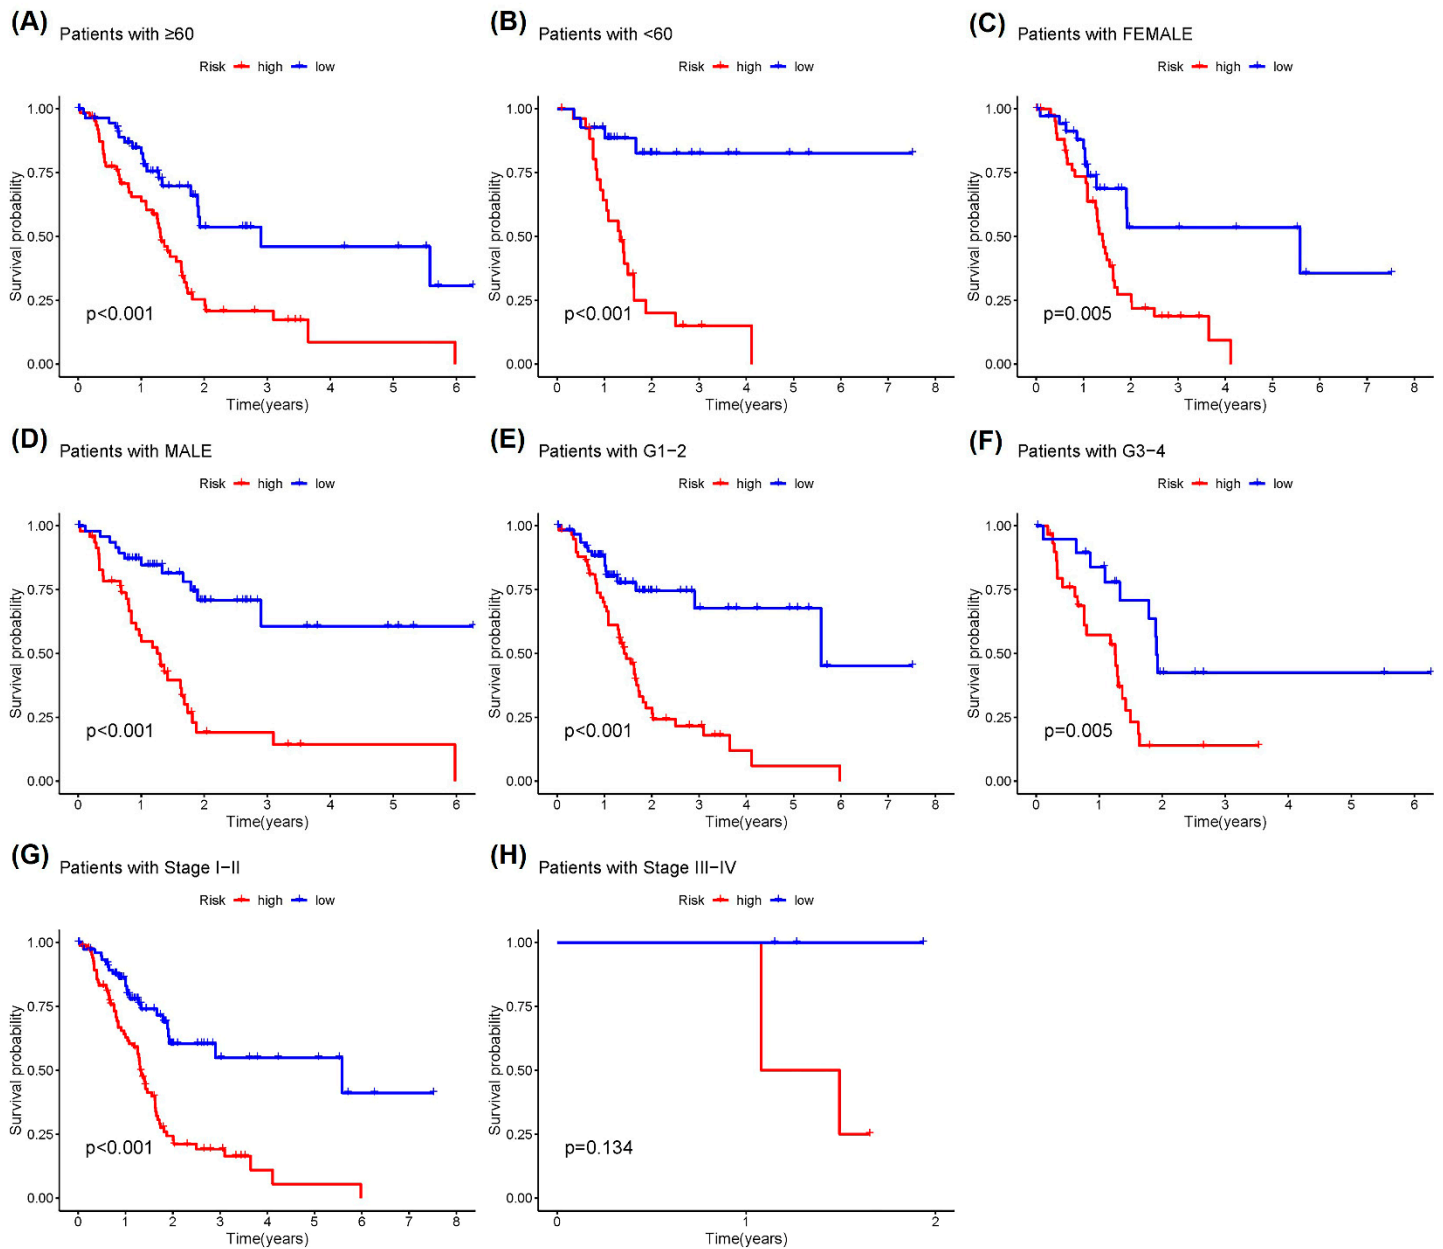 (A)
Patients with ≥60
Risk high low
Survival probability
1.00
0.75
0.50
0.25
0.00
p<0.001
0 1 2 3 4 5 6
Time(years)
(B)
Patients with <60
Risk high low
Survival probability
1.00
0.75
0.50
0.25
0.00
p<0.001
0 1 2 3 4 5 6 7 8
Time(years)
(C)
Patients with FEMALE
Risk high low
Survival probability
1.00
0.75
0.50
0.25
0.00
p=0.005
0 1 2 3 4 5 6 7 8
Time(years)
(D)
Patients with MALE
Risk high low
Survival probability
1.00
0.75
0.50
0.25
0.00
p<0.001
0 1 2 3 4 5 6
Time(years)
(E)
Patients with G1−2
Risk high low
Survival probability
1.00
0.75
0.50
0.25
0.00
p<0.001
0 1 2 3 4 5 6 7 8
Time(years)
(F)
Patients with G3−4
Risk high low
Survival probability
1.00
0.75
0.50
0.25
0.00
p=0.005
0 1 2 3 4 5 6
Time(years)
(G)
Patients with Stage I−II
Risk high low
Survival probability
1.00
0.75
0.50
0.25
0.00
p<0.001
0 1 2 3 4 5 6 7 8
Time(years)
(H)
Patients with Stage III−IV
Risk high low
Survival probability
1.00
0.75
0.50
0.25
0.00
p=0.134
0 1 2
Time(years)